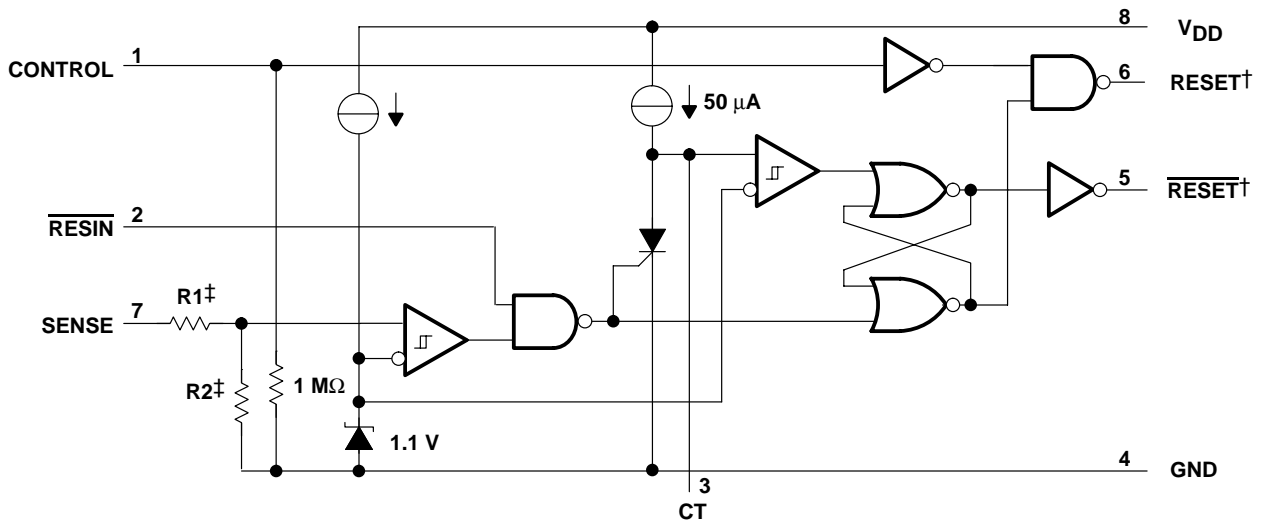 8 VDD
1
CONTROL
6 RESET†
50 μA
5 RESET†
2
RESIN
R1‡
7
SENSE
R2‡
1 MΩ
1.1 V
4 GND
3
CT